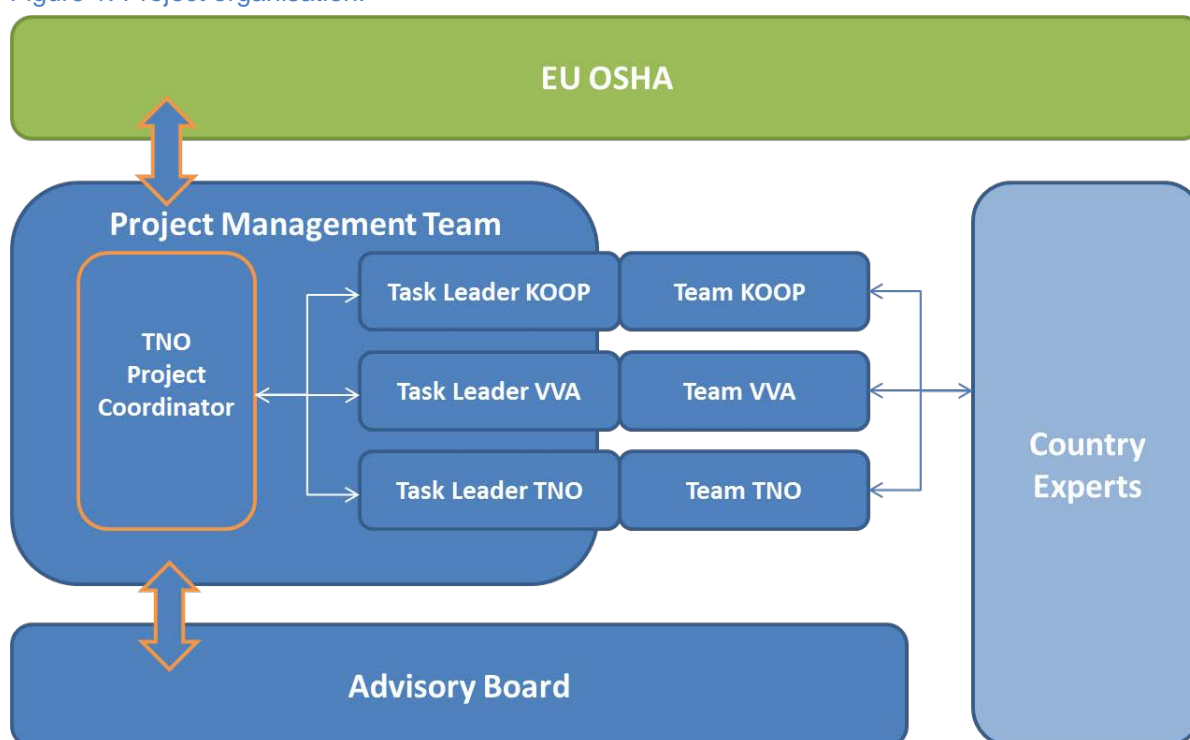 EU OSHA
Project Management Team
TNO
Project
Coordinator
Task Leader KOOP
Team KOOP
Task Leader VVA
Team VVA
Task Leader TNO
Team TNO
Country
Experts
Advisory Board